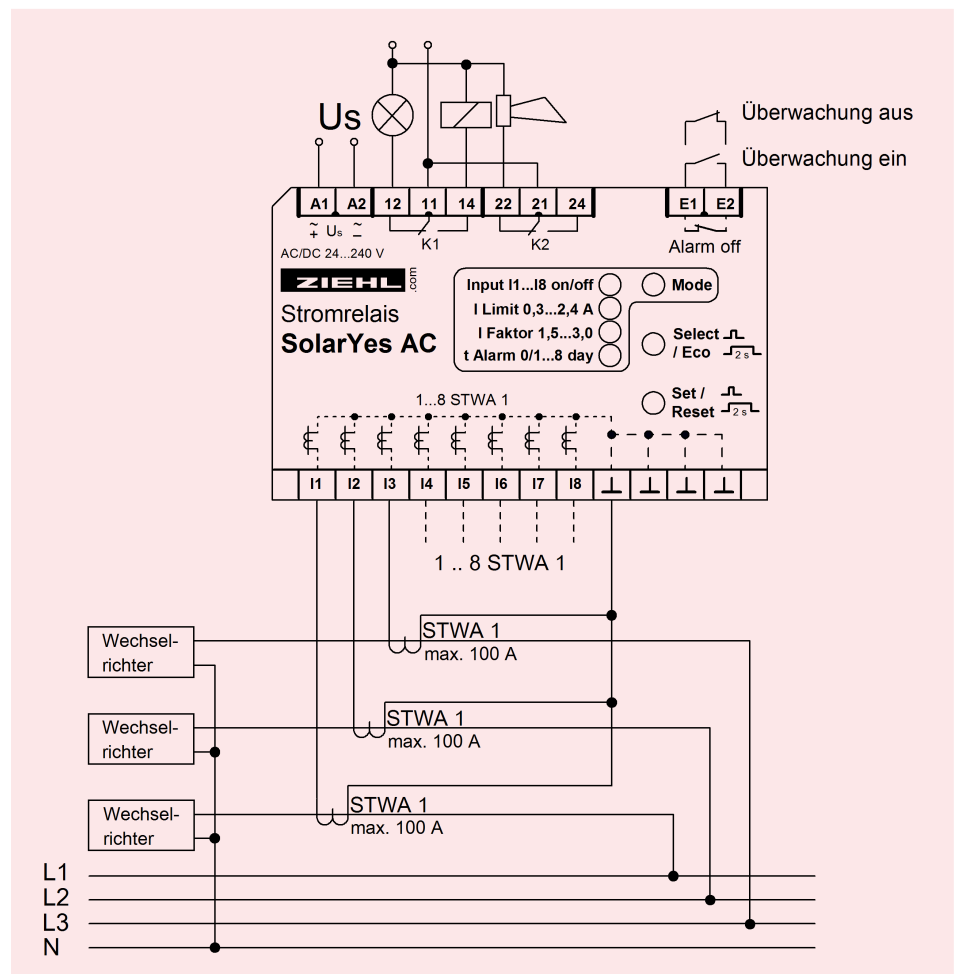 Us
Überwachung aus
Überwachung ein
A1 A2 12 11 14 22 21 24 E1 E2
~ + Us ~ –
K1 K2
Alarm off
AC/DC 24...240 V
ZIEHL .com
Stromrelais
SolarYes AC
Input I1...I8 on/off
I Limit 0,3...2,4 A
I Faktor 1,5...3,0
t Alarm 0/1...8 day
Mode
Select
/ Eco 2 s
Set /
Reset 2 s
1...8 STWA 1
I1 I2 I3 I4 I5 I6 I7 I8
1 .. 8 STWA 1
Wechsel-
richter
STWA 1
max. 100 A
Wechsel-
richter
STWA 1
max. 100 A
Wechsel-
richter
STWA 1
max. 100 A
L1
L2
L3
N